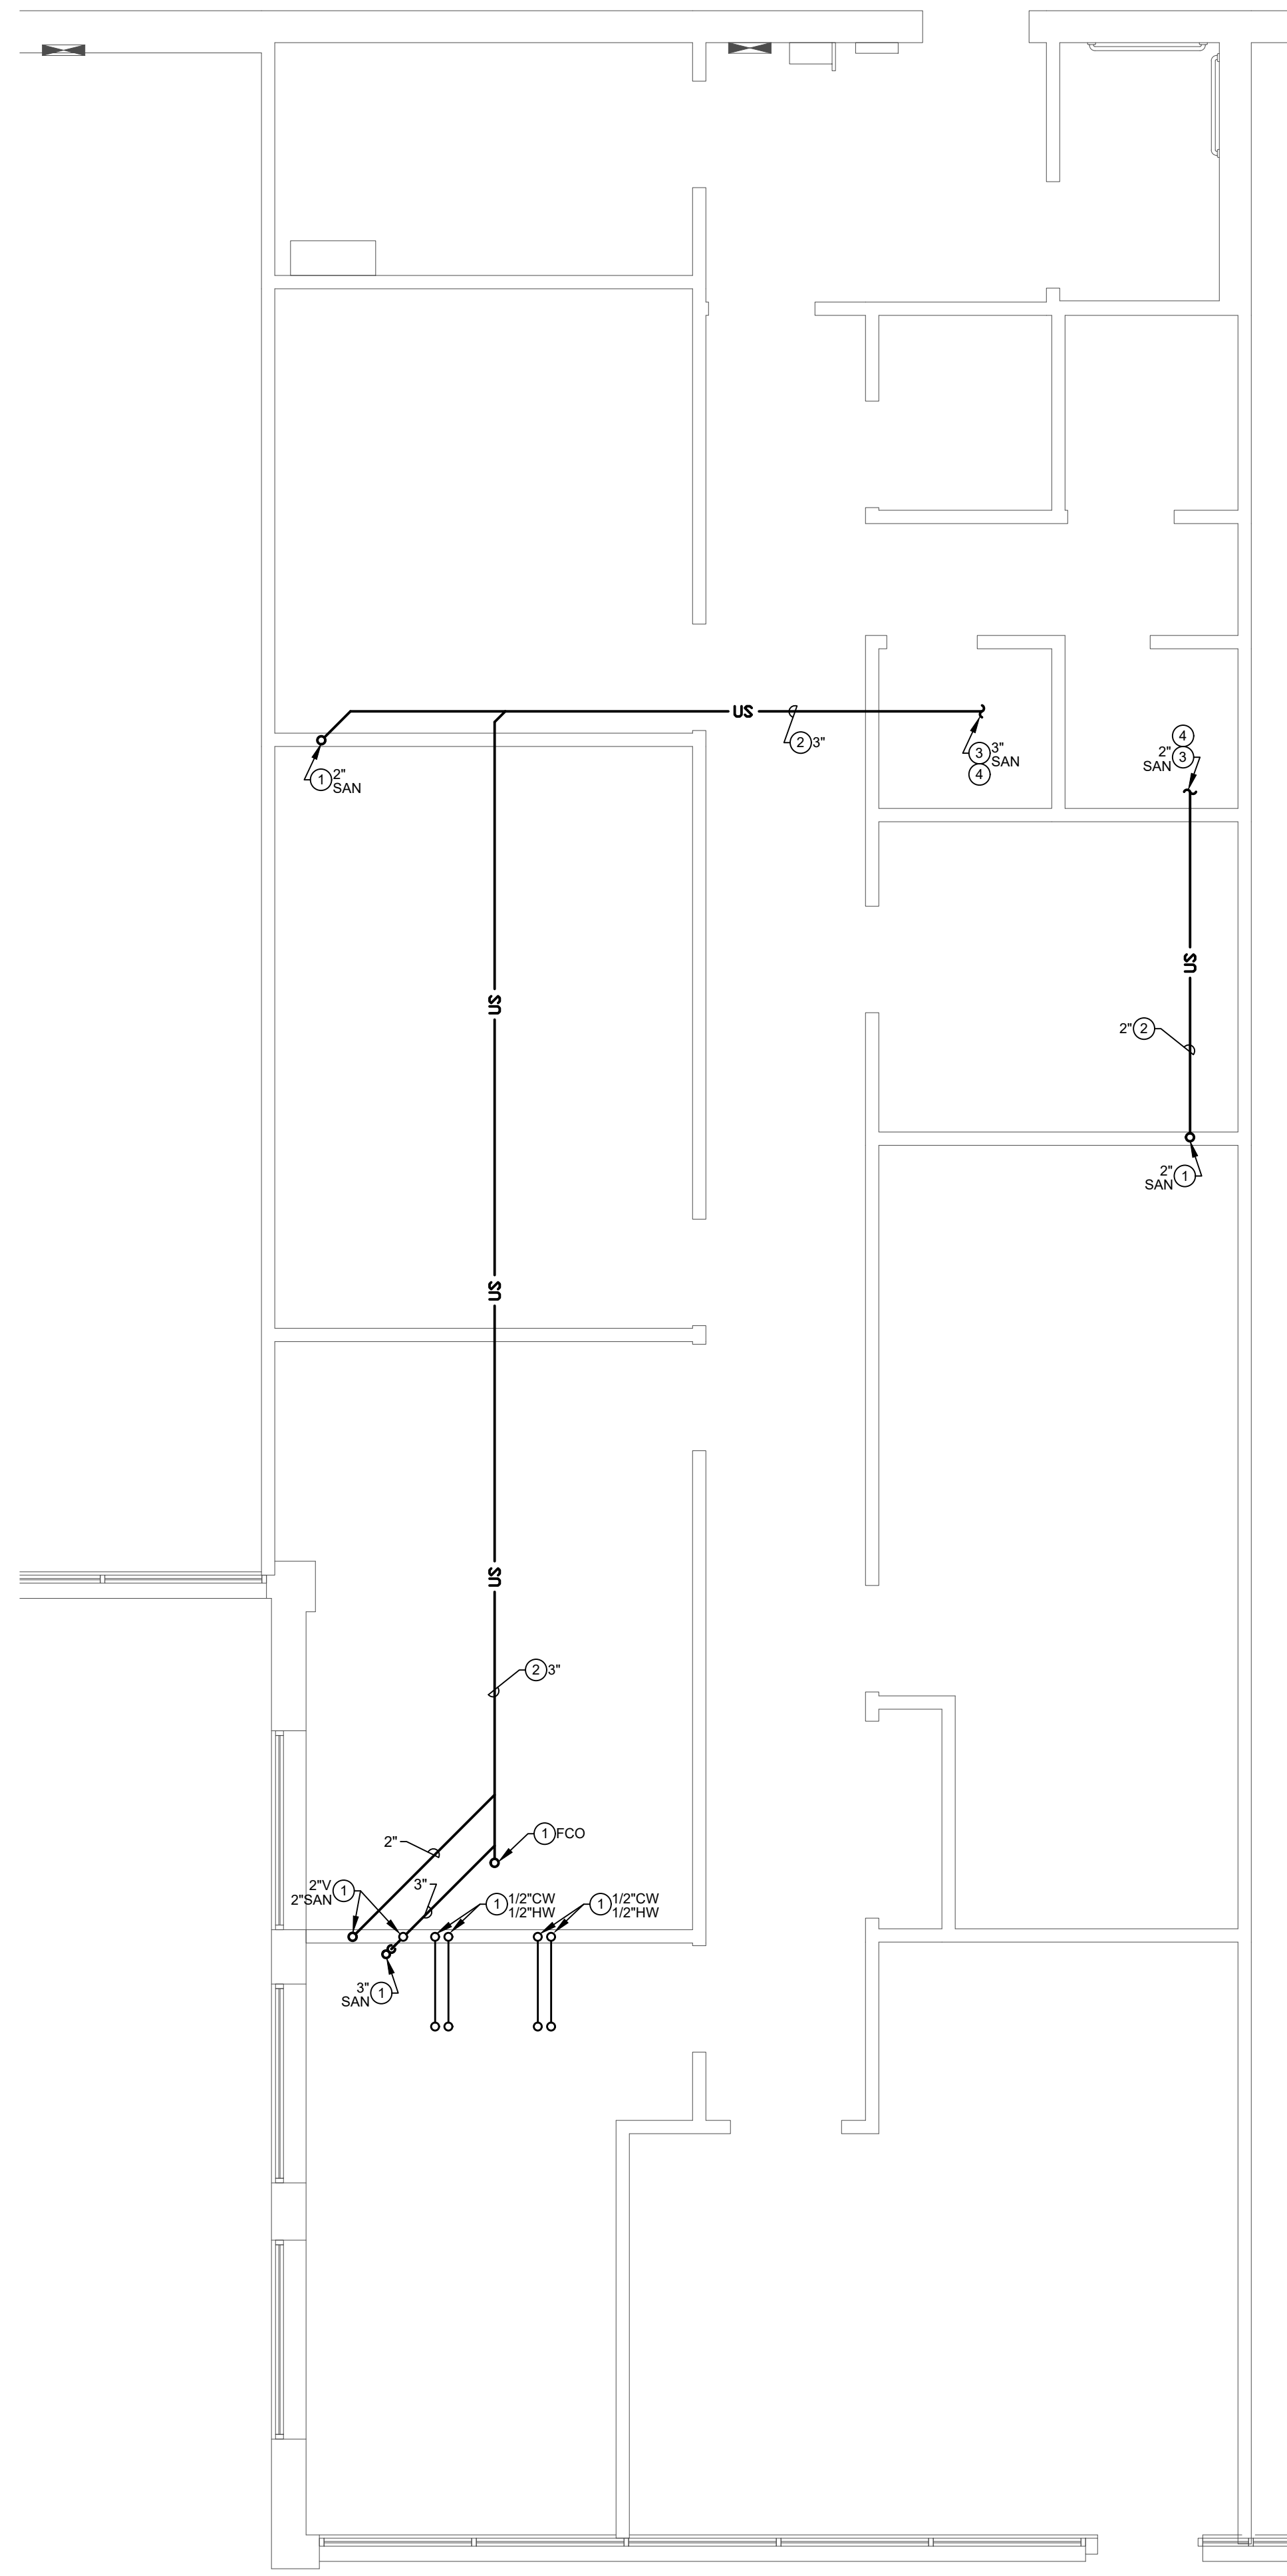 US
2 3"
3 3"
SAN
4
4
2" 3
SAN
1 2"
SAN
US
US
2" 2
2"
SAN 1
US
US
2 3"
1 FCO
2"
3"
2"V 1
2"SAN
1 1/2"CW
1/2"HW
1 1/2"CW
1/2"HW
3"
SAN 1